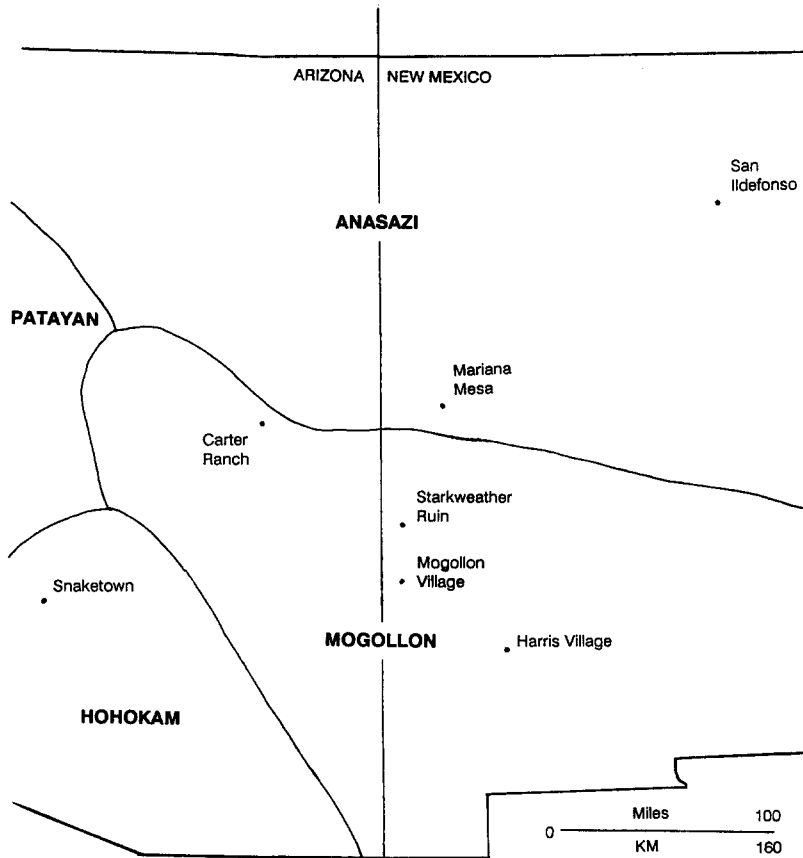 ARIZONA NEW MEXICO
San
Ildefonso
ANASAZI
PATAYAN
Mariana
Mesa
Carter
Ranch
Starkweather
Ruin
Mogollon
Village
Snaketown
MOGOLLON
Harris Village
HOHOKAM
Miles 100
0
KM 160